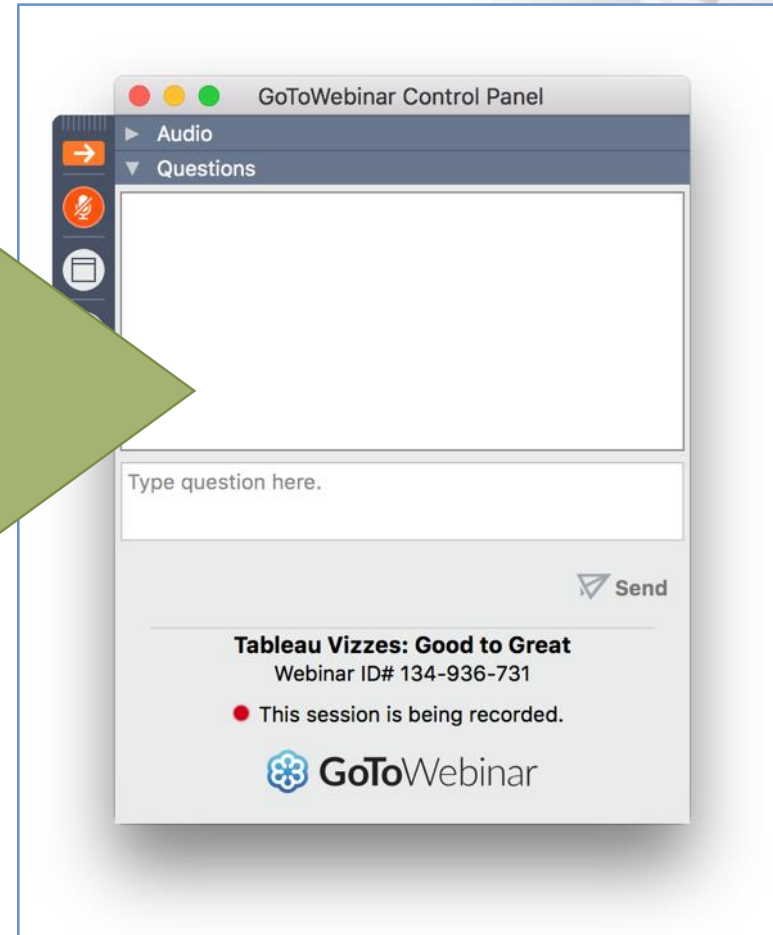 GoToWebinar Control Panel
Audio
Questions
Type question here.
Send
Tableau Vizzes: Good to Great
Webinar ID# 134-936-731
This session is being recorded.
GoToWebinar